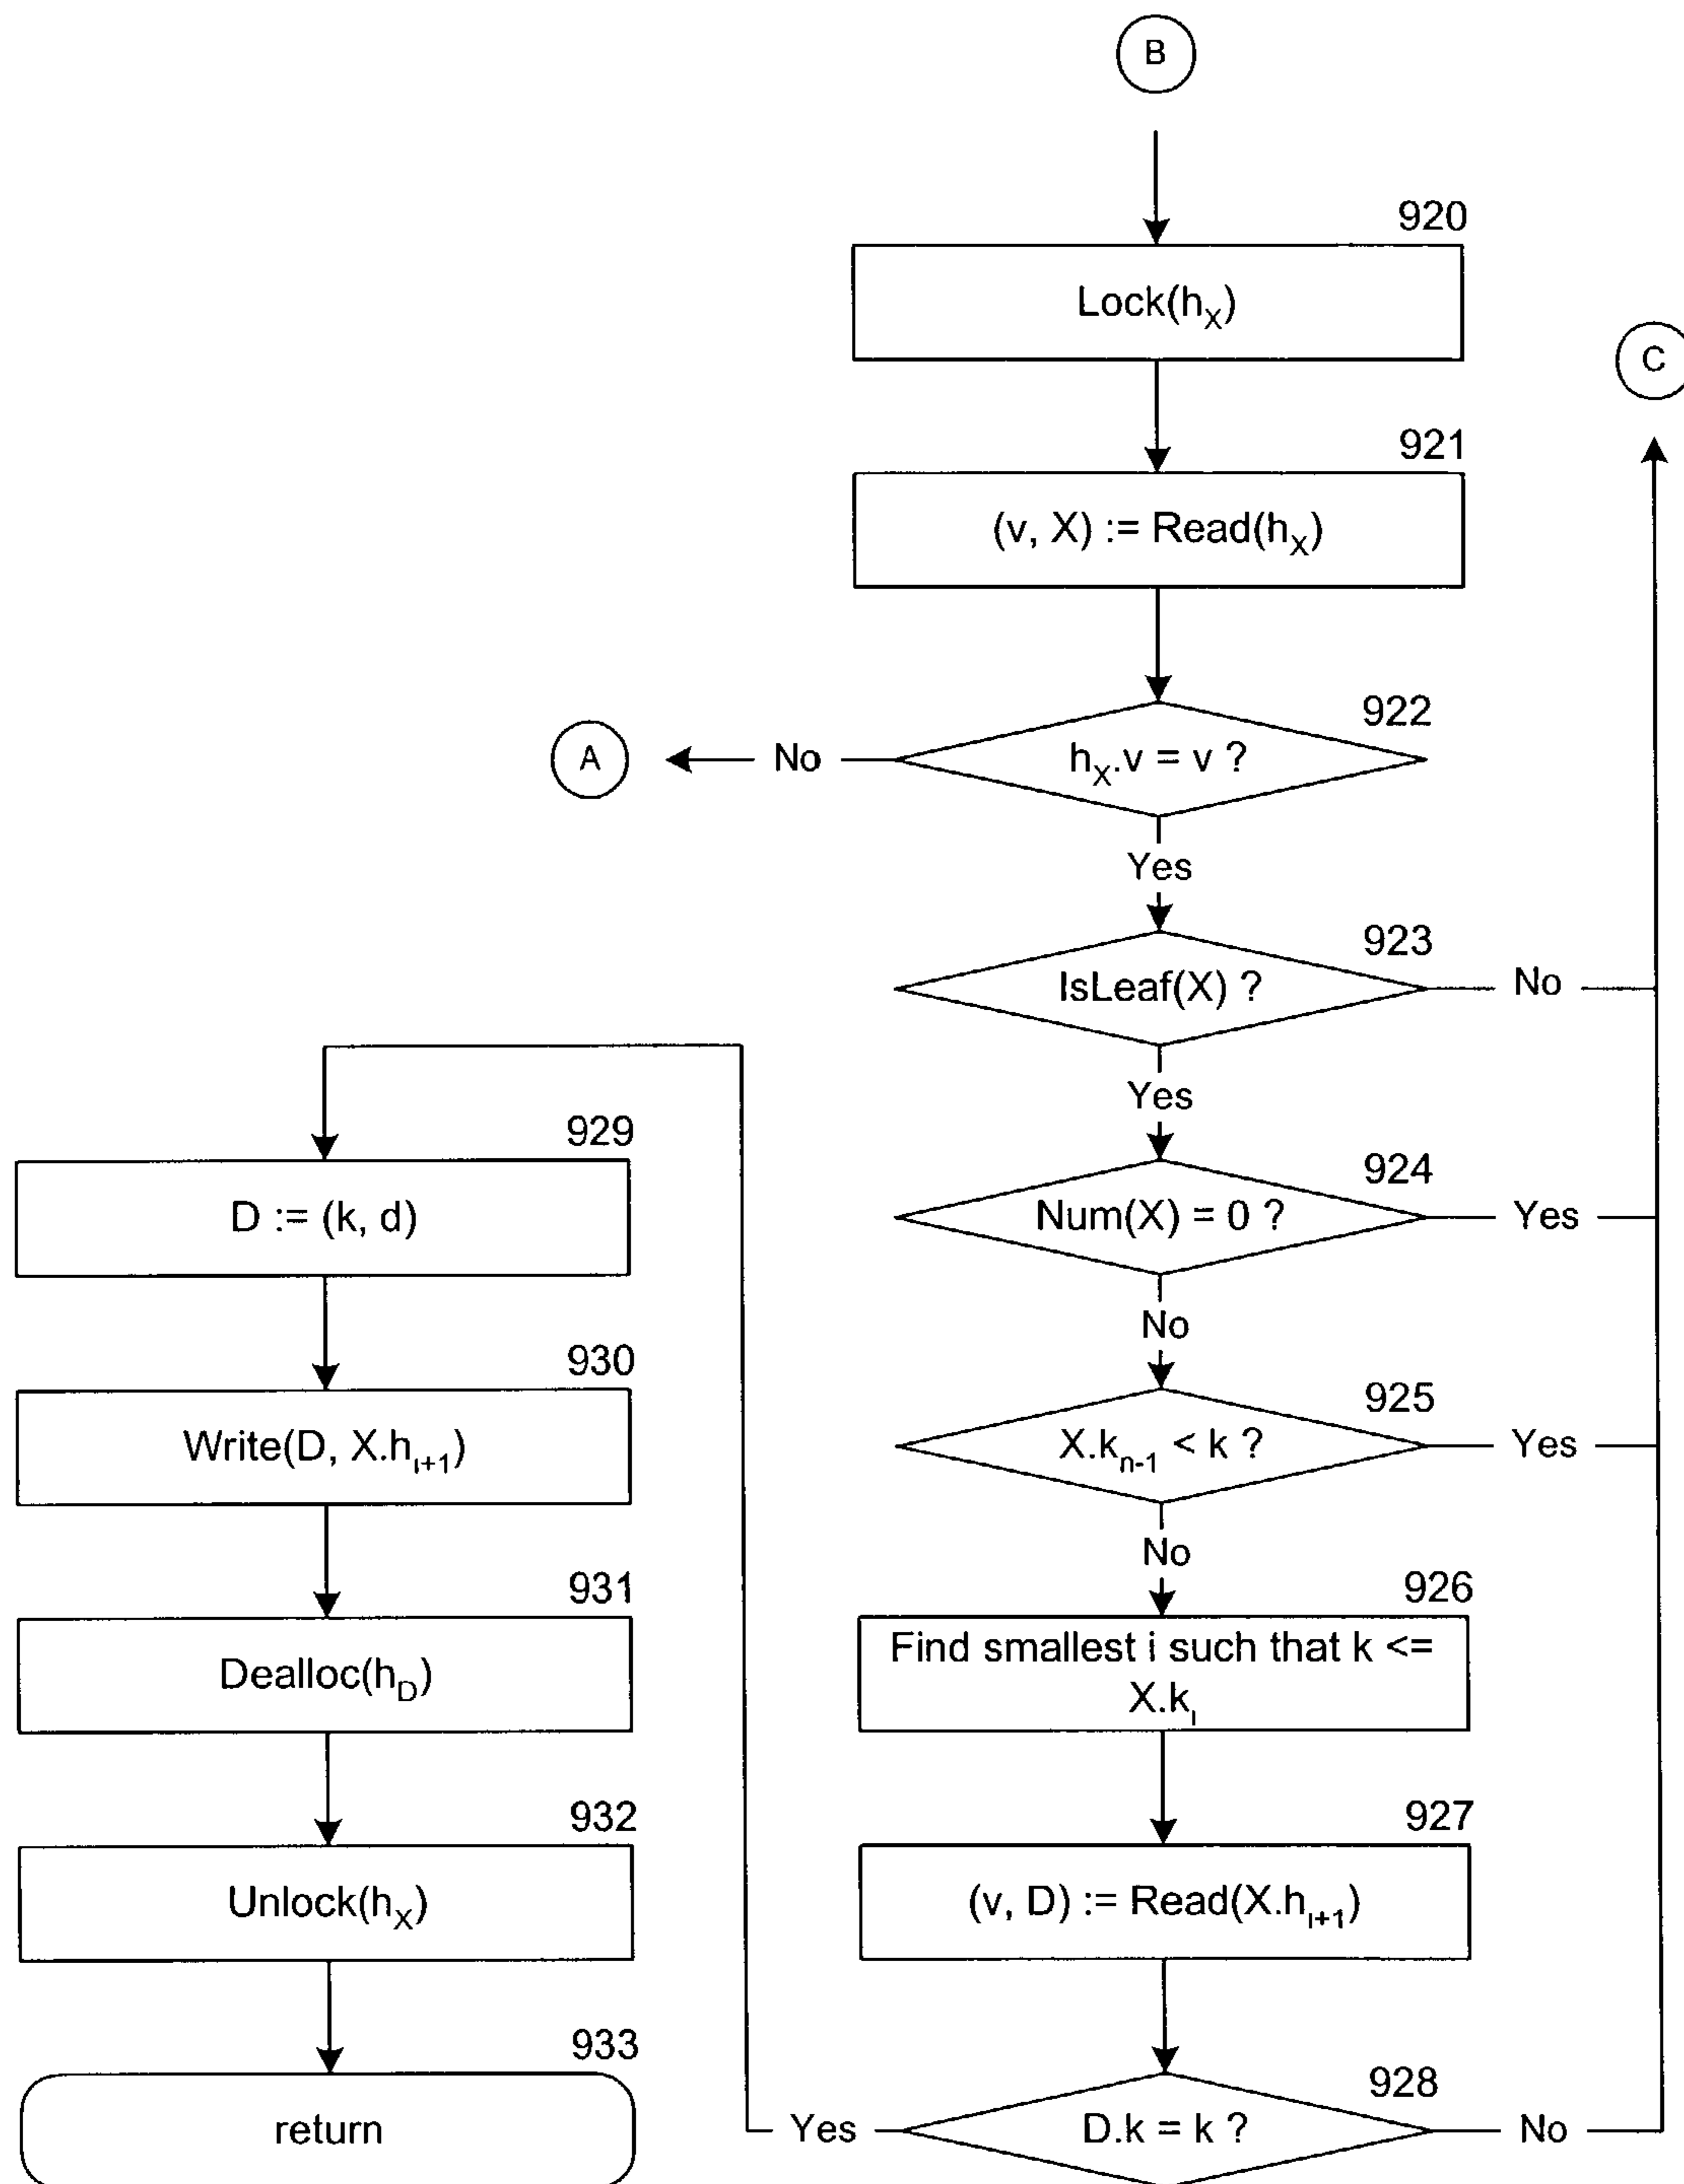 B
920
Lock(hX)
C
921
(v, X) := Read(hX)
922
A
No
hX.v = v ?
Yes
923
IsLeaf(X) ?
No
Yes
929
924
D := (k, d)
Num(X) = 0 ?
Yes
No
930
925
Write(D, X.hi+1)
X.kn-1 < k ?
Yes
No
931
926
Dealloc(hD)
Find smallest i such that k <=
X.ki
932
927
Unlock(hX)
(v, D) := Read(X.hi+1)
933
928
return
Yes
D.k = k ?
No